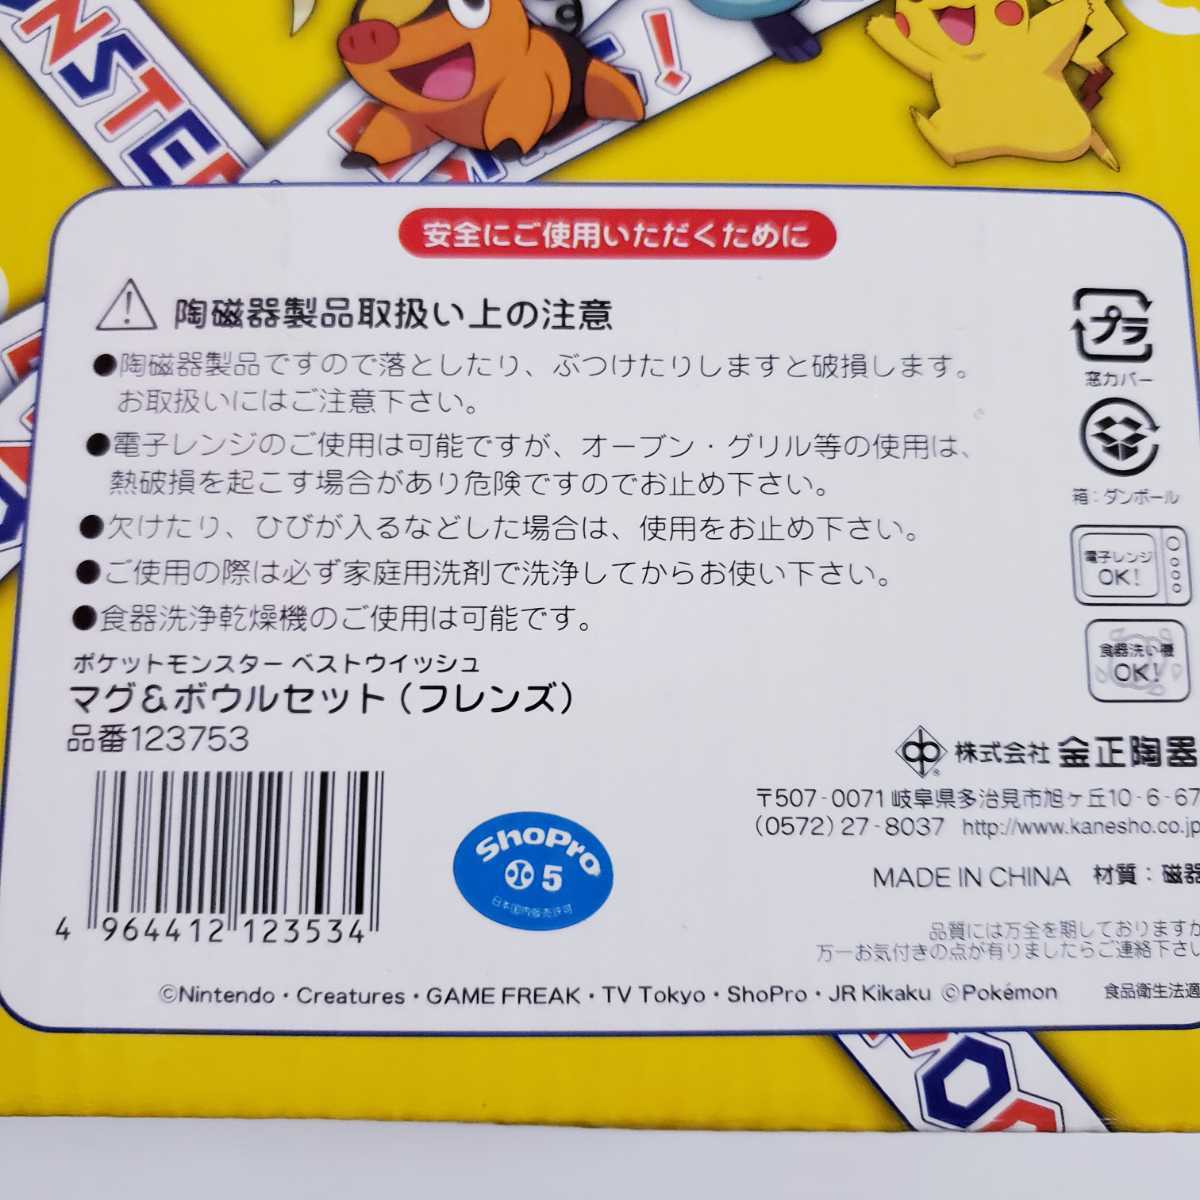 安全にご使用いただくために
陶磁器製品取扱い上の注意
●陶磁器製品ですので落としたり、ぶつけたりしますと破損します。
お取扱いにはご注意下さい。
●電子レンジのご使用は可能ですが、オーブン・グリル等の使用は、
熱破損を起こす場合があり危険ですのでお止め下さい。
●欠けたり、ひびが入るなどした場合は、使用をお止め下さい。
●ご使用の際は必ず家庭用洗剤で洗浄してからお使い下さい。
●食器洗浄乾燥機のご使用は可能です。
ポケットモンスター ベストウイッシュ
マグ&ボウルセット(フレンズ)
品番123753
4 964412 123534
ShoPro
5
日本国内販売許可
プラ
窓カバー
箱:ダンボール
電子レンジ
OK!
食器洗い機
OK!
株式会社 金正陶器
〒507-0071 岐阜県多治見市旭ヶ丘10-6-67
(0572)27-8037 http://www.kanesho.co.jp
MADE IN CHINA 材質:磁器
品質には万全を期しておりますが
万一お気付きの点が有りましたらご連絡下さい
©Nintendo・Creatures・GAME FREAK・TV Tokyo・ShoPro・JR Kikaku ©Pokémon
食品衛生法適